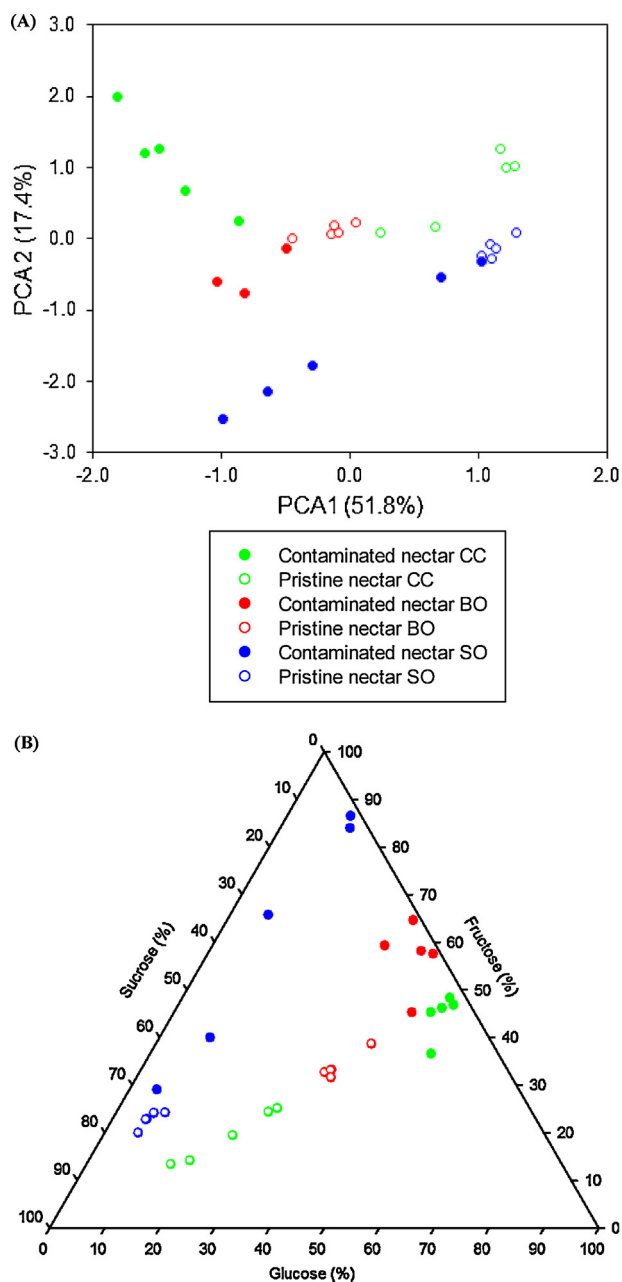 (A)
3.0
2.0
1.0
0.0
-1.0
-2.0
-3.0
PCA2 (17.4%)
-2.0 -1.0 0.0 1.0 2.0
PCA1 (51.8%)
Contaminated nectar CC
Pristine nectar CC
Contaminated nectar BO
Pristine nectar BO
Contaminated nectar SO
Pristine nectar SO
(B)
0
10
20
30
40
50
60
70
80
90
100
Sucrose (%)
100
90
80
70
60
50
40
30
20
10
0
Fructose (%)
0 10 20 30 40 50 60 70 80 90 100
Glucose (%)